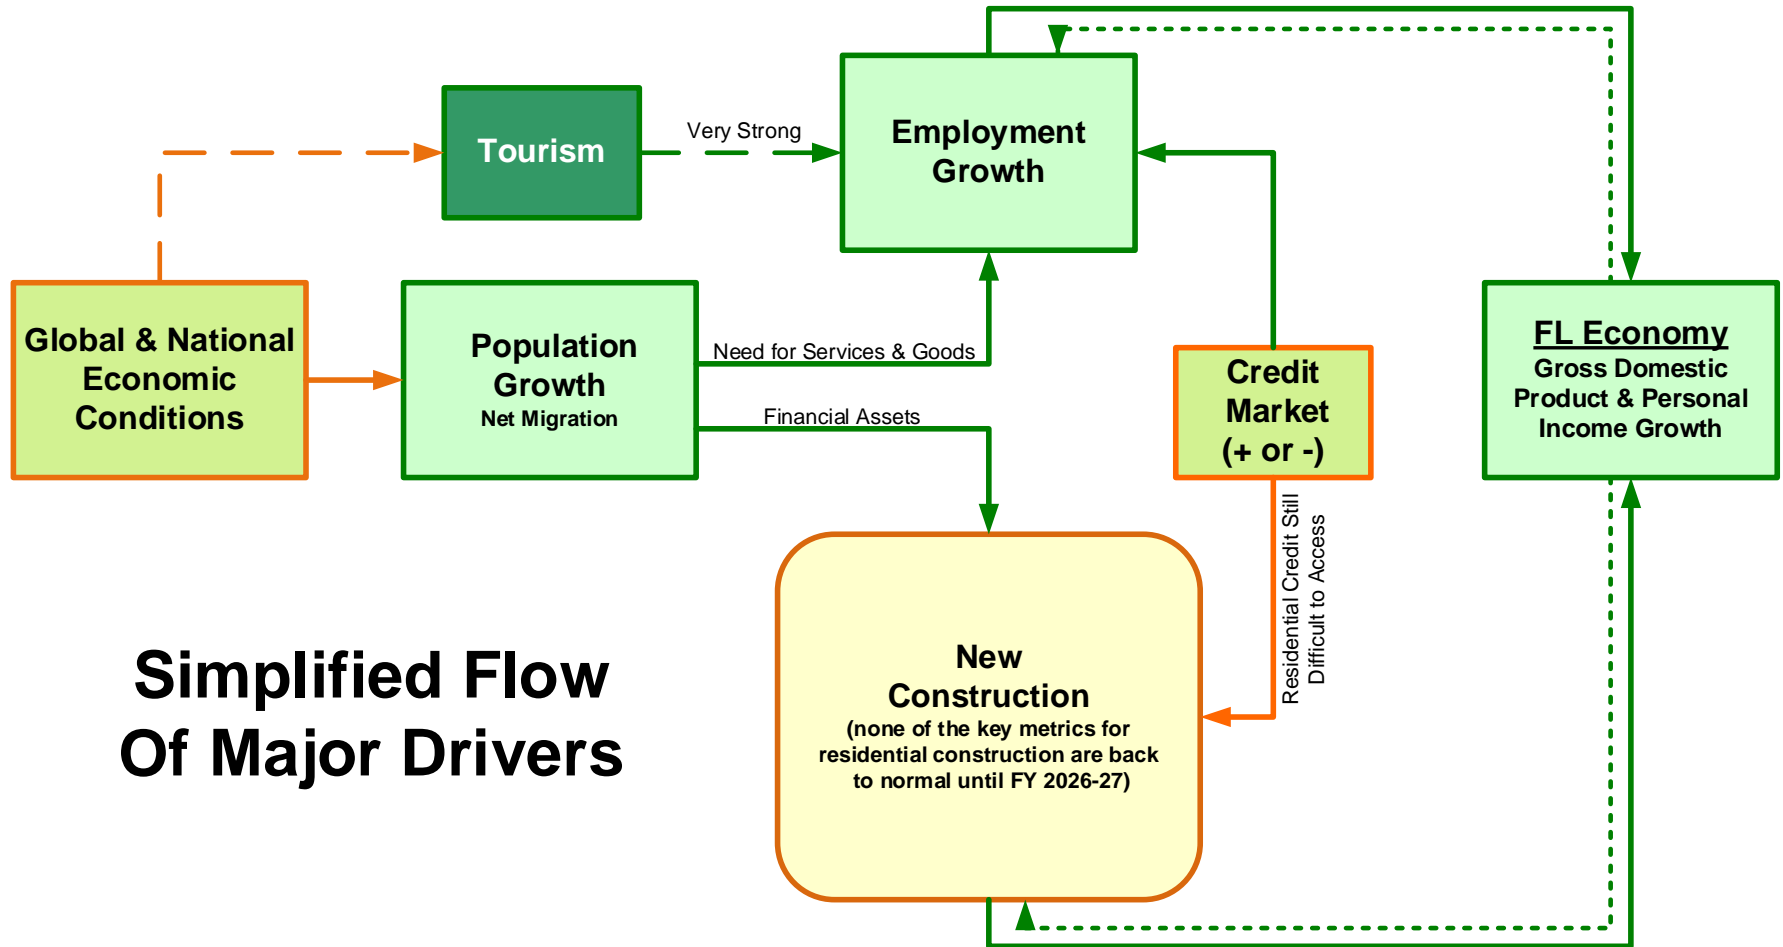 Tourism
Very Strong
Employment
Growth
Global & National
Economic
Conditions
Population
Growth
Net Migration
Need for Services & Goods
Financial Assets
Credit
Market
(+ or -)
FL Economy
Gross Domestic
Product & Personal
Income Growth
Residential Credit Still
Difficult to Access
New
Construction
(none of the key metrics for
residential construction are back
to normal until FY 2026-27)
Simplified Flow
Of Major Drivers